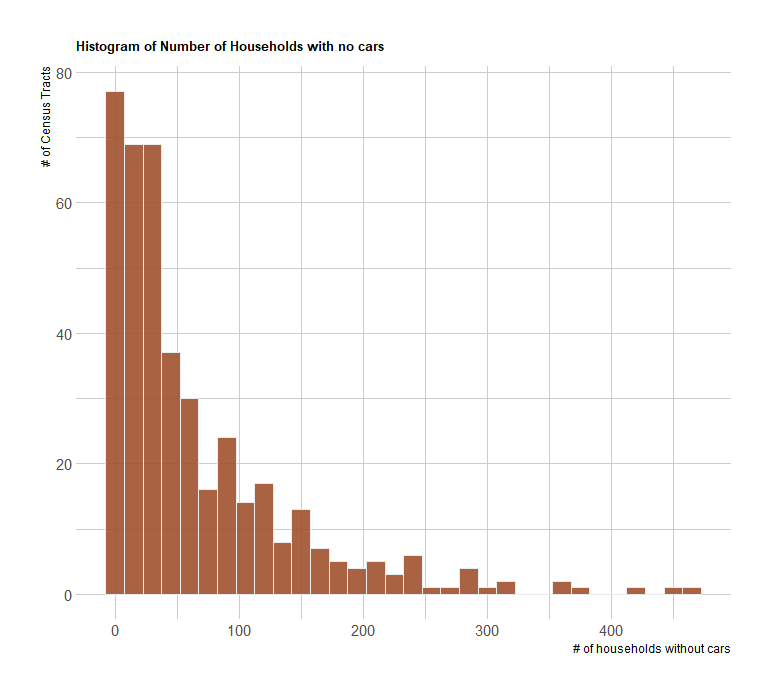 Histogram of Number of Households with no cars
# of Census Tracts
80
60
40
20
0
0 100 200 300 400
# of households without cars